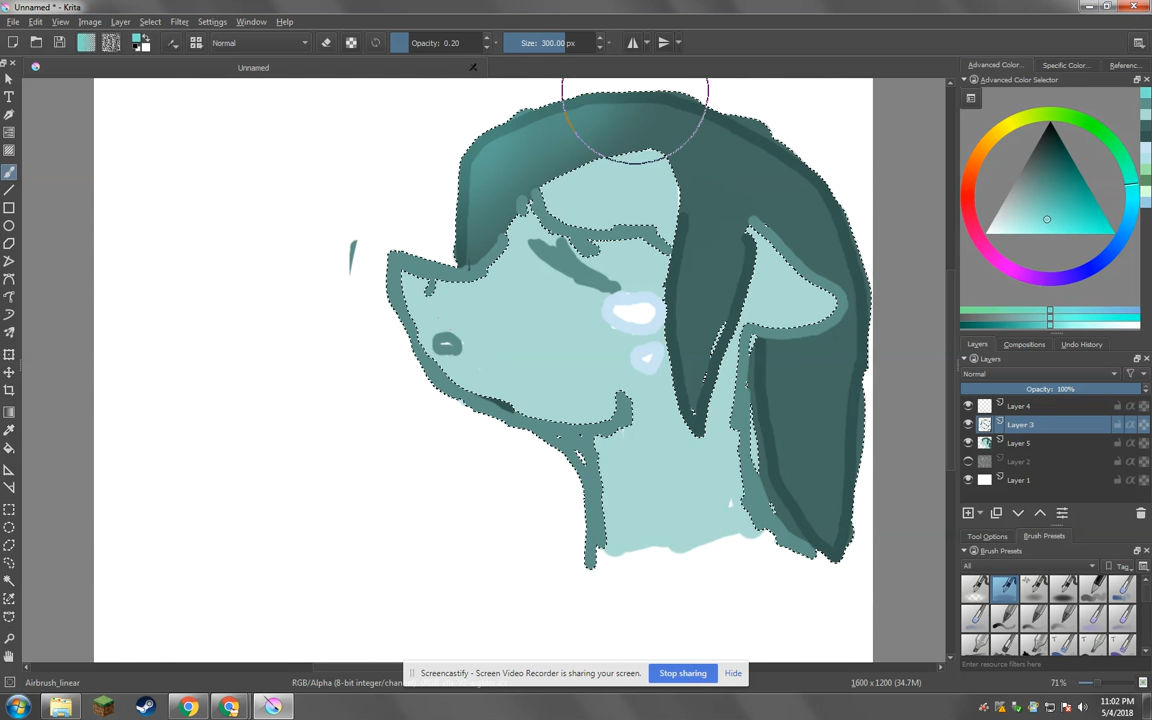 Unnamed * - Krita
File Edit View Image Layer Select Filter Settings Window Help
Normal Opacity: 0.20 Size: 300.00 px
Unnamed
Advanced Color... Specific Color... Referenc...
Advanced Color Selector
Layers Compositions Undo History
Layers
Normal
Opacity: 100%
Layer 4
Layer 3
Layer 5
Layer 2
Layer 1
Tool Options Brush Presets
Brush Presets
All Tag
Enter resource filters here
Screencastify - Screen Video Recorder is sharing your screen. Stop sharing Hide
Airbrush_linear RGB/Alpha (8-bit integer/chann 1600 x 1200 (34.7M) 71%
11:02 PM
5/4/2018